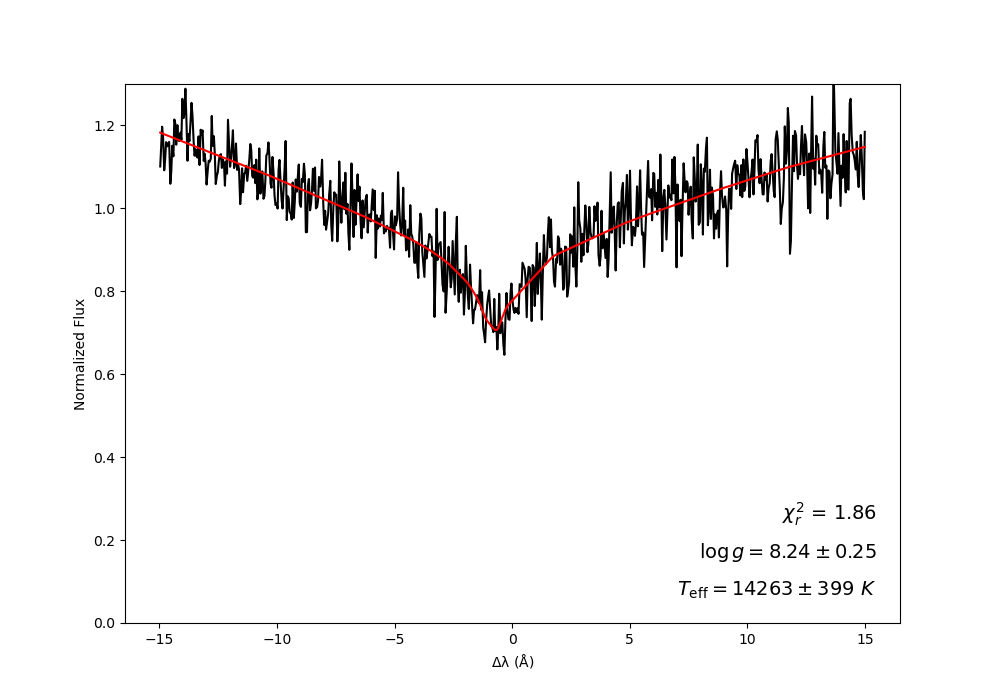 1.2
1.0
0.8
0.6
0.4
0.2
0.0
Normalized Flux
χ²ᵣ = 1.86
log g = 8.24 ± 0.25
T_eff = 14263 ± 399 K
−15 −10 −5 0 5 10 15
Δλ (Å)